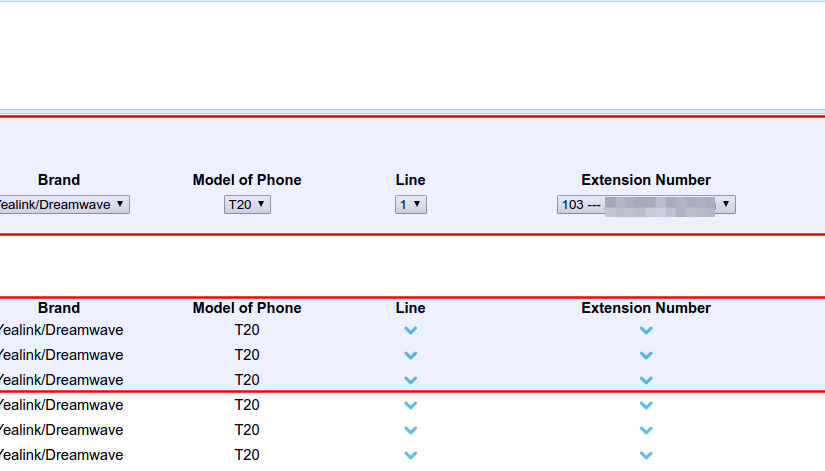 Brand Model of Phone Line Extension Number
Yealink/Dreamwave T20 1 103 ---
Brand Model of Phone Line Extension Number
Yealink/Dreamwave T20
Yealink/Dreamwave T20
Yealink/Dreamwave T20
Yealink/Dreamwave T20
Yealink/Dreamwave T20
Yealink/Dreamwave T20